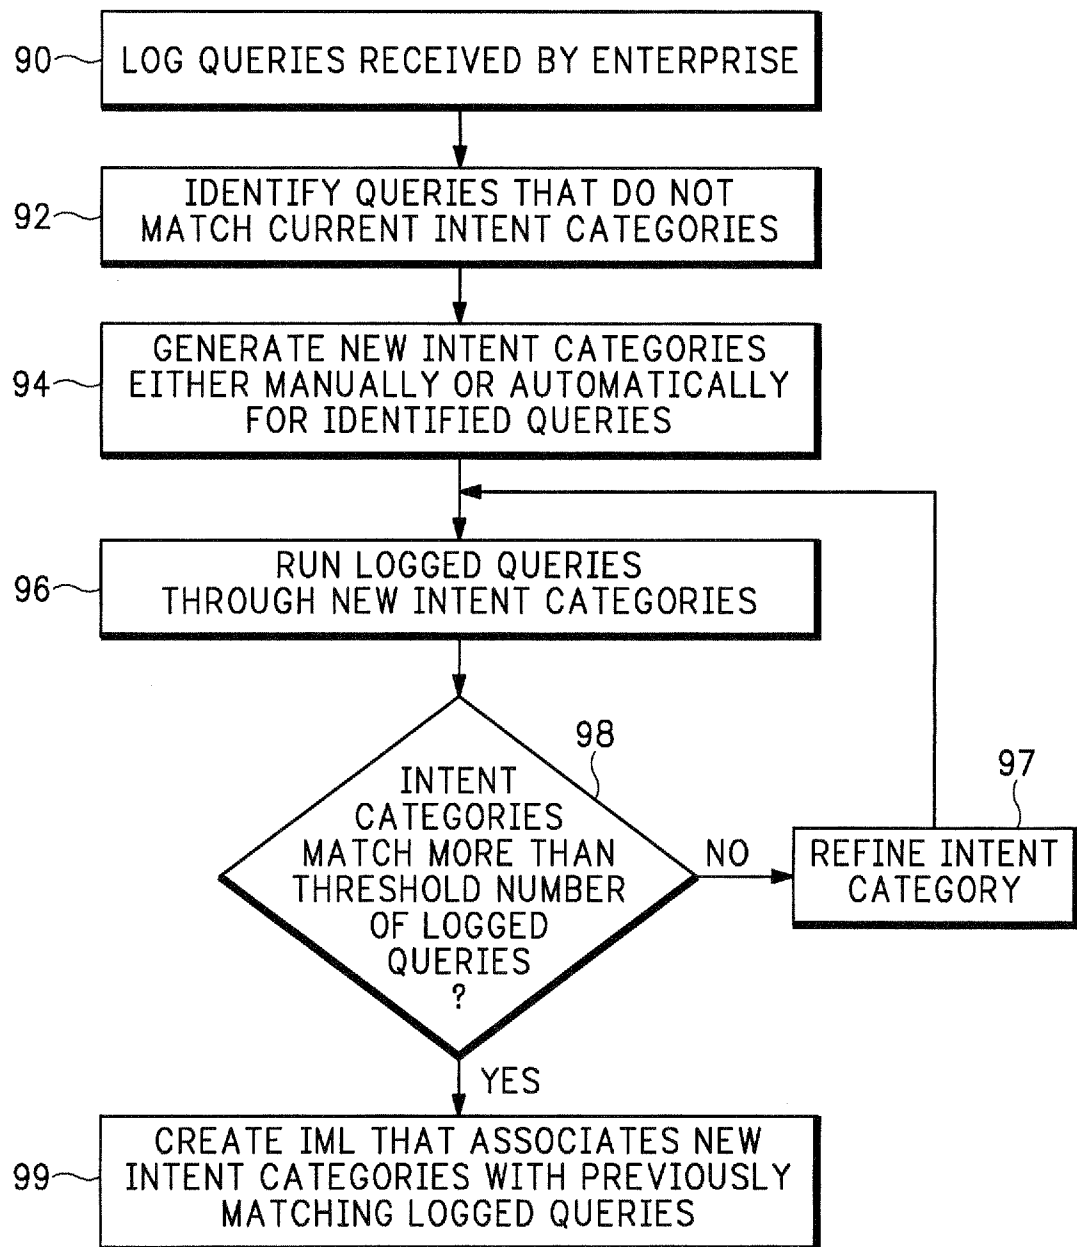 90
LOG QUERIES RECEIVED BY ENTERPRISE
92
IDENTIFY QUERIES THAT DO NOT
MATCH CURRENT INTENT CATEGORIES
94
GENERATE NEW INTENT CATEGORIES
EITHER MANUALLY OR AUTOMATICALLY
FOR IDENTIFIED QUERIES
96
RUN LOGGED QUERIES
THROUGH NEW INTENT CATEGORIES
98
INTENT
CATEGORIES
MATCH MORE THAN
THRESHOLD NUMBER
OF LOGGED
QUERIES
?
NO
97
REFINE INTENT
CATEGORY
YES
99
CREATE IML THAT ASSOCIATES NEW
INTENT CATEGORIES WITH PREVIOUSLY
MATCHING LOGGED QUERIES